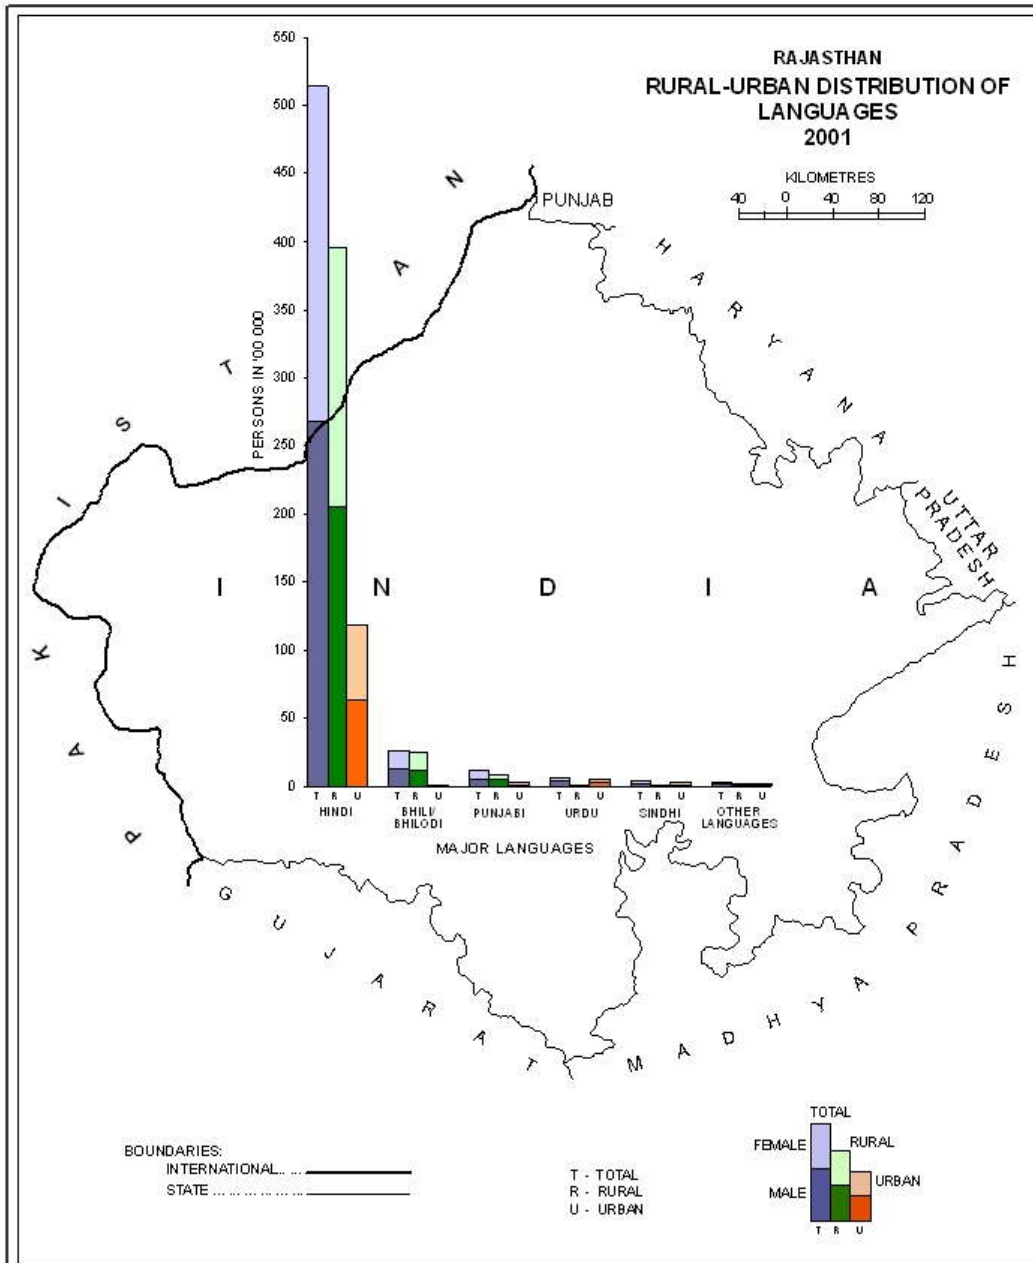 RAJASTHAN
RURAL-URBAN DISTRIBUTION OF
LANGUAGES
2001
KILOMETRES
40 0 40 80 120
550
500
450
400
350
300
250
200
150
100
50
0
PERSONS IN '00 000
PAKISTAN
PUNJAB
HARYANA
UTTAR
PRADESH
INDIA
T R U T R U T R U T R U T R U T R U
HINDI
BHILI/
BHILODI
PUNJABI
URDU
SINDHI
OTHER
LANGUAGES
MAJOR LANGUAGES
GUJARAT
MADHYA PRADESH
BOUNDARIES:
INTERNATIONAL.. ...
STATE ... ... ... ... ...
T - TOTAL
R - RURAL
U - URBAN
TOTAL
FEMALE
RURAL
MALE
URBAN
T R U